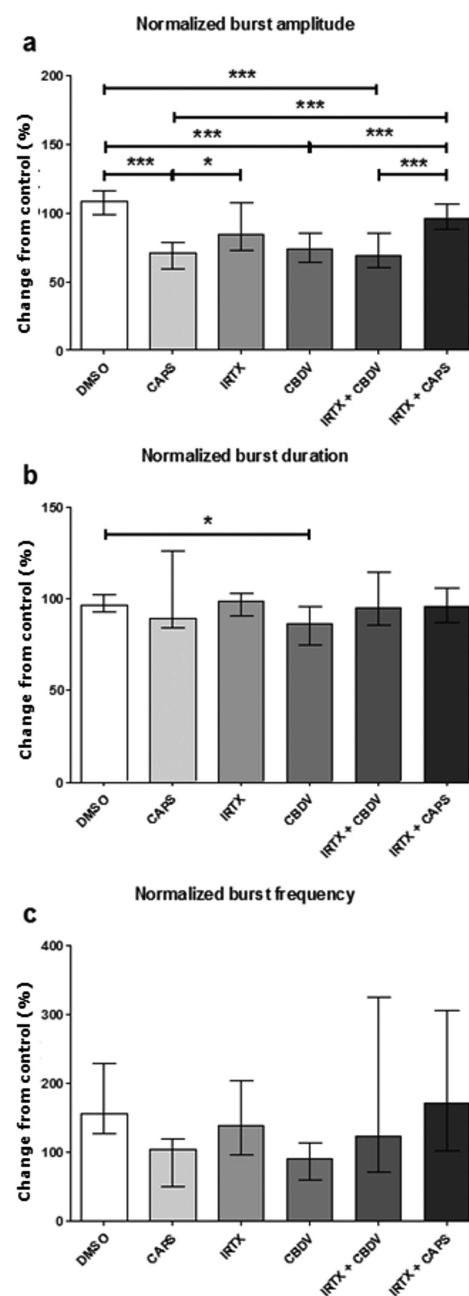 Normalized burst amplitude
a
Change from control (%)
200
150
100
50
0
***
***
***
***
***
*
***
DMSO
CAPS
IRTX
CBDV
IRTX + CBDV
IRTX + CAPS
Normalized burst duration
b
Change from control (%)
150
100
50
0
*
DMSO
CAPS
IRTX
CBDV
IRTX + CBDV
IRTX + CAPS
Normalized burst frequency
c
Change from control (%)
400
300
200
100
0
DMSO
CAPS
IRTX
CBDV
IRTX + CBDV
IRTX + CAPS